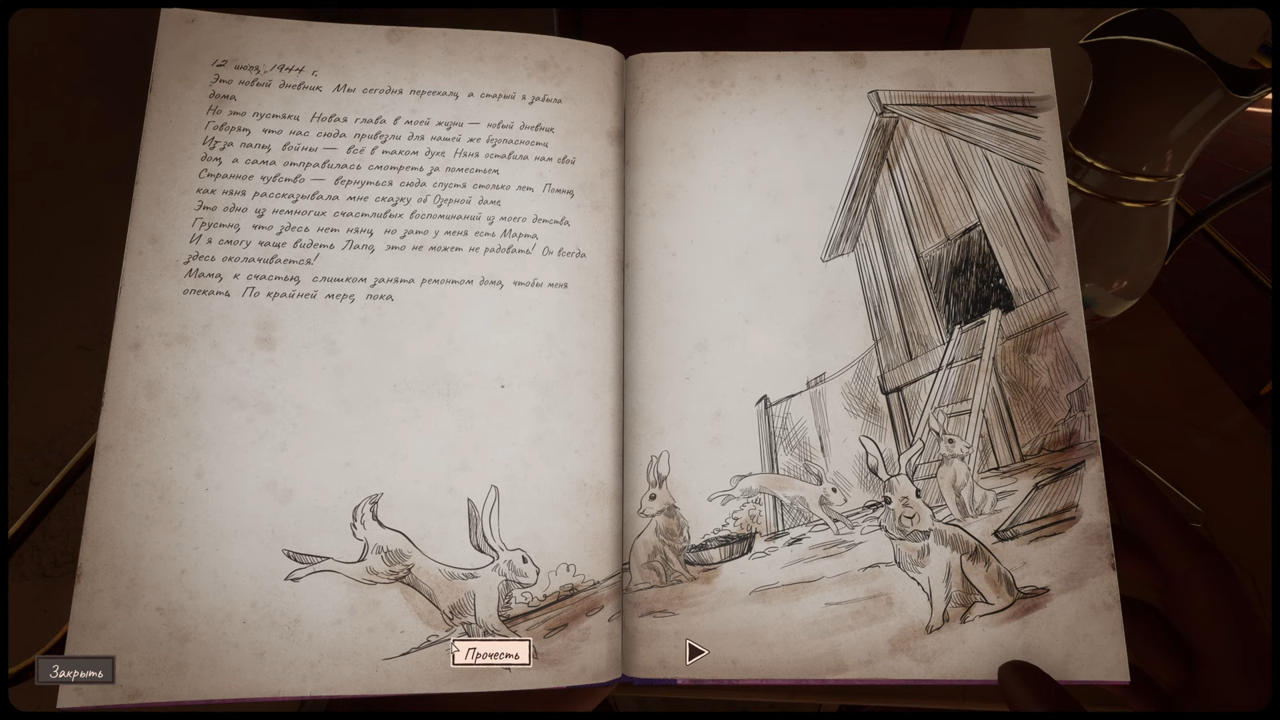 12 июля, 1944 г.
Это новый дневник. Мы сегодня переехали, а старый я забыла
дома.
Но это пустяки. Новая глава в моей жизни — новый дневник.
Говорят, что нас сюда привезли для нашей же безопасности.
Из-за папы, войны — всё в таком духе. Няня оставила нам свой
дом, а сама отправилась смотреть за поместьем.
Странное чувство — вернуться сюда спустя столько лет. Помню,
как няня рассказывала мне сказку об Озерной даме.
Это одно из немногих счастливых воспоминаний из моего детства.
Грустно, что здесь нет няни, но зато у меня есть Марта.
И я смогу чаще видеть Лапо, это не может не радовать! Он всегда
здесь околачивается!
Мама, к счастью, слишком занята ремонтом дома, чтобы меня
опекать. По крайней мере, пока.
Прочесть
Закрыть